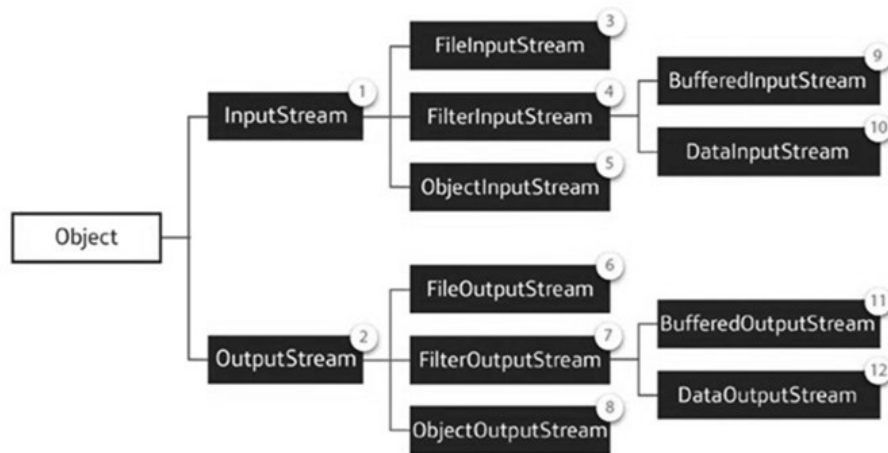 3
FileInputStream
9
BufferedInputStream
1
InputStream
4
FilterInputStream
10
DataInputStream
5
ObjectInputStream
Object
6
FileOutputStream
11
BufferedOutputStream
2
OutputStream
7
FilterOutputStream
12
DataOutputStream
8
ObjectOutputStream